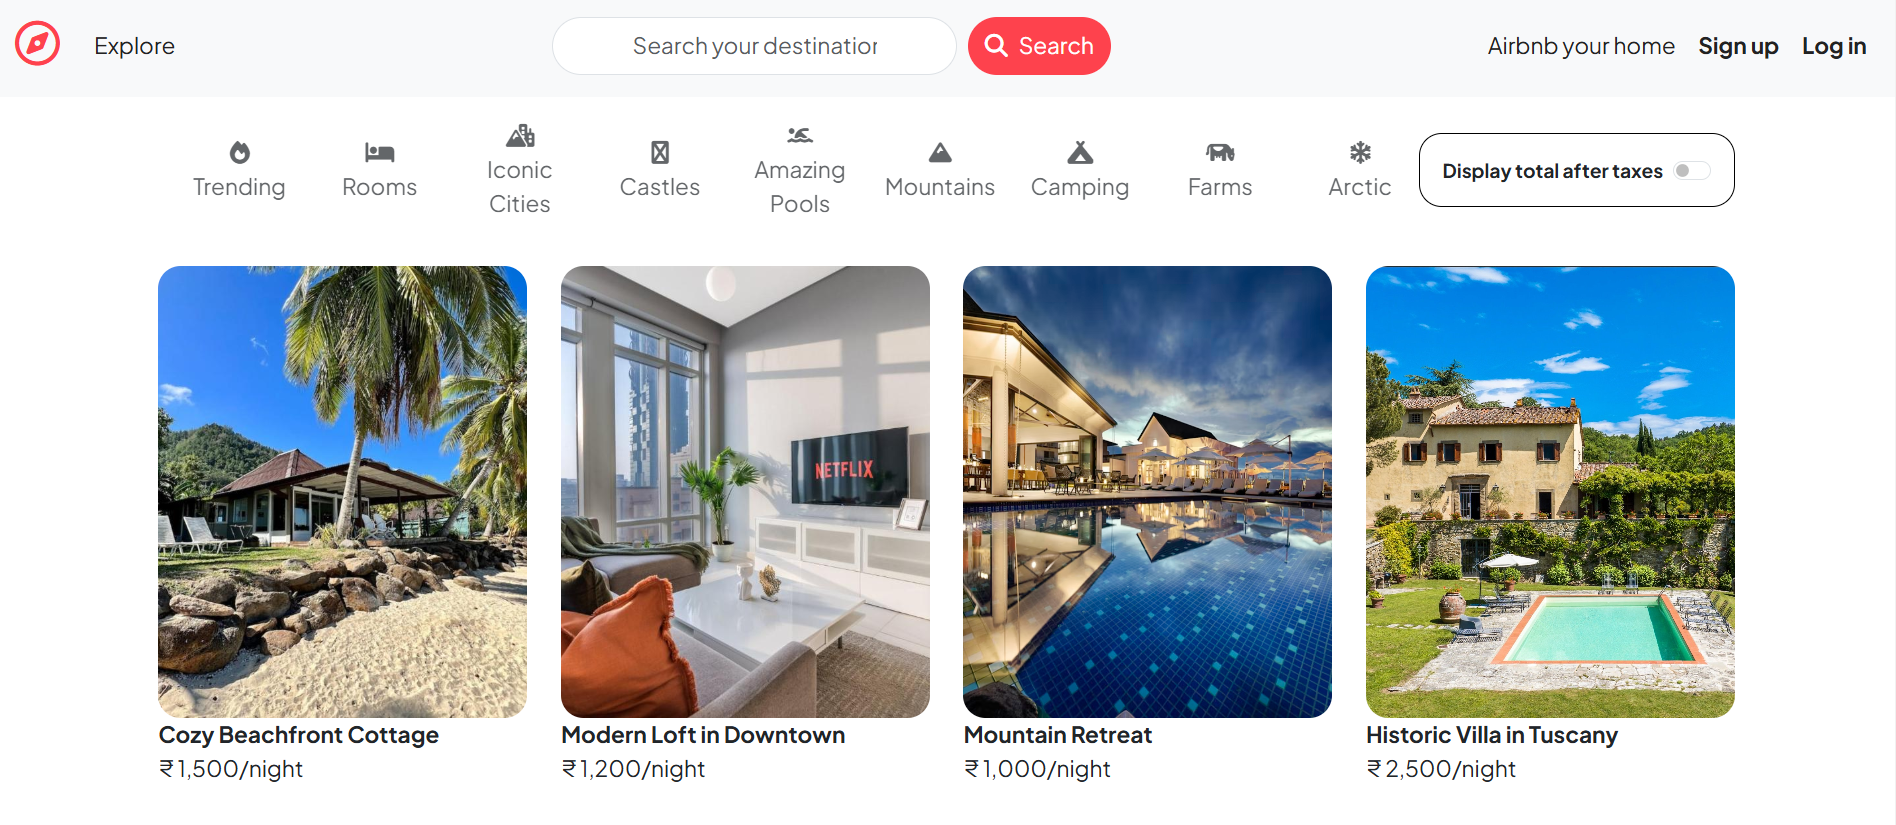 Explore
Search your destination
Search
Airbnb your home
Sign up
Log in
Trending
Rooms
Iconic
Cities
Castles
Amazing
Pools
Mountains
Camping
Farms
Arctic
Display total after taxes
NETFLIX
Cozy Beachfront Cottage
₹ 1,500/night
Modern Loft in Downtown
₹ 1,200/night
Mountain Retreat
₹ 1,000/night
Historic Villa in Tuscany
₹ 2,500/night